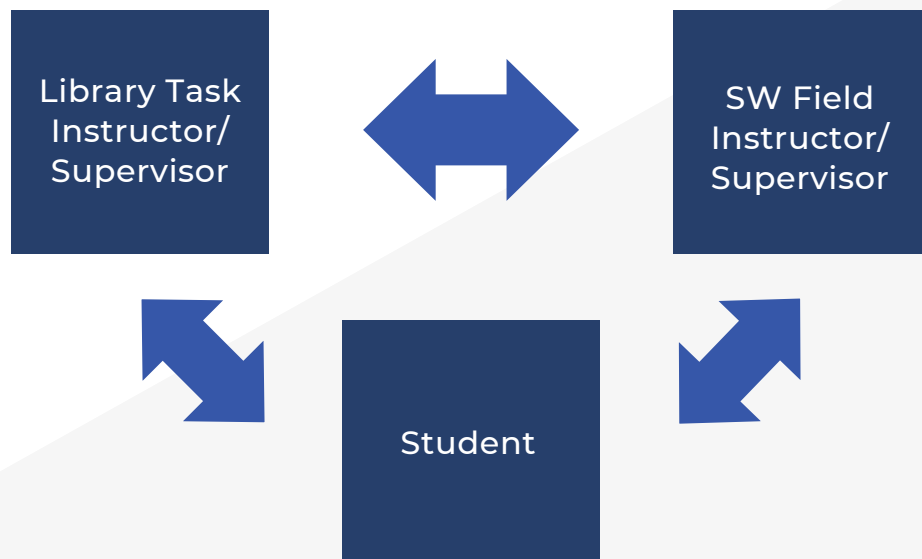 Library Task
Instructor/
Supervisor
SW Field
Instructor/
Supervisor
Student